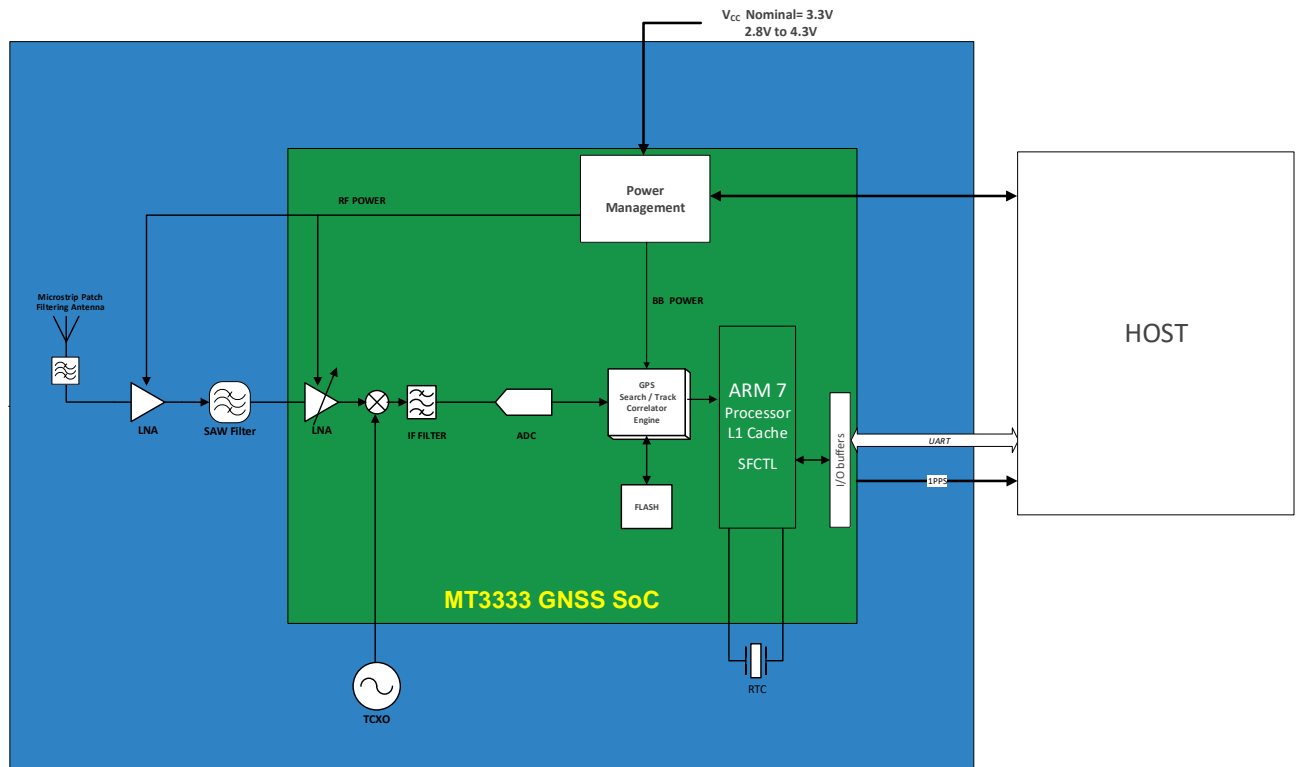 V_CC Nominal= 3.3V
2.8V to 4.3V
Power
Management
RF POWER
BB  POWER
Microstrip Patch
Filtering Antenna
HOST
LNA
SAW Filter
LNA
IF FILTER
ADC
GPS
Search / Track
Correlator
Engine
FLASH
ARM 7
Processor
L1 Cache
SFCTL
I/O buffers
UART
1PPS
MT3333 GNSS SoC
TCXO
RTC